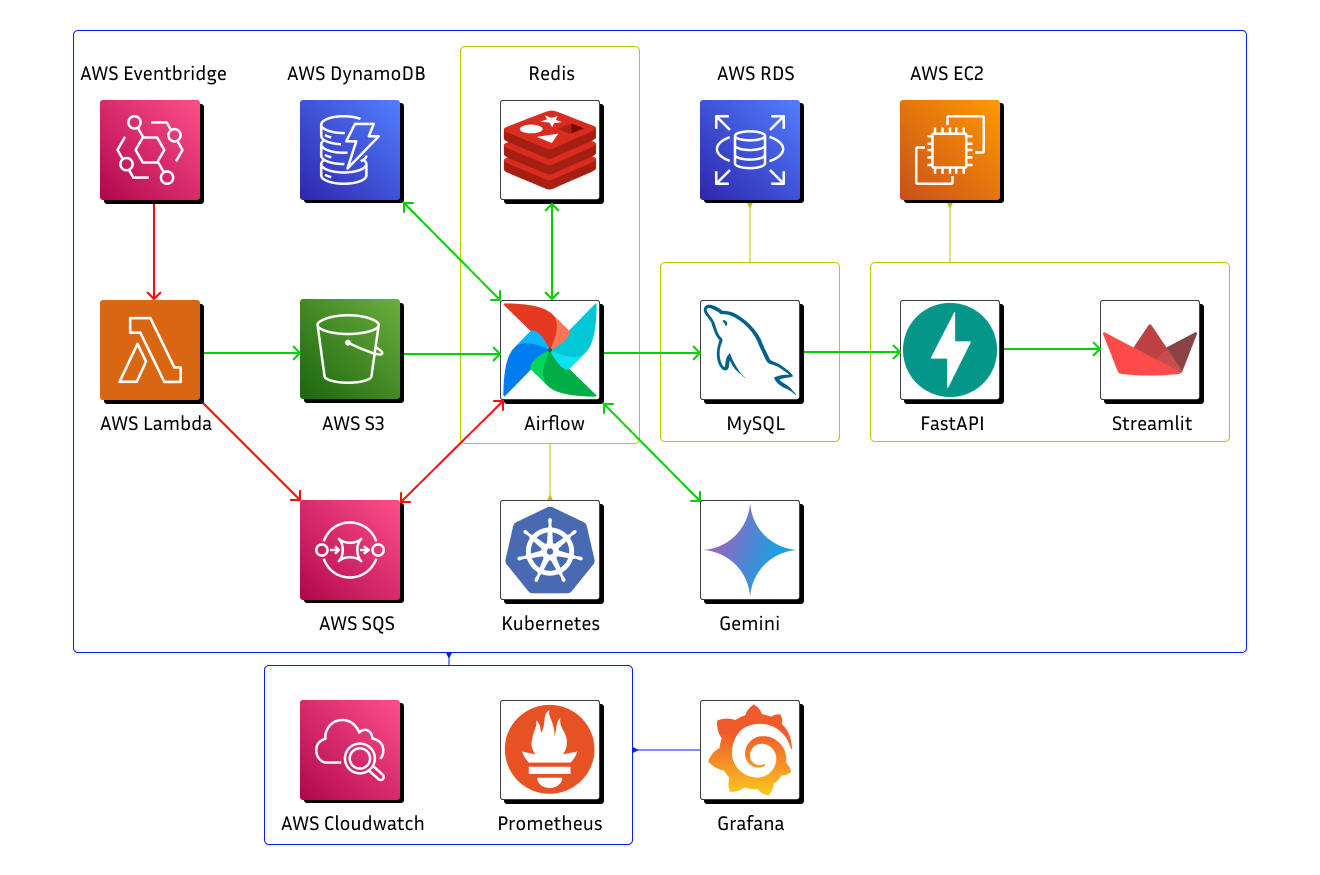 AWS Eventbridge
AWS DynamoDB
Redis
AWS RDS
AWS EC2
AWS Lambda
AWS S3
Airflow
MySQL
FastAPI
Streamlit
AWS SQS
Kubernetes
Gemini
AWS Cloudwatch
Prometheus
Grafana